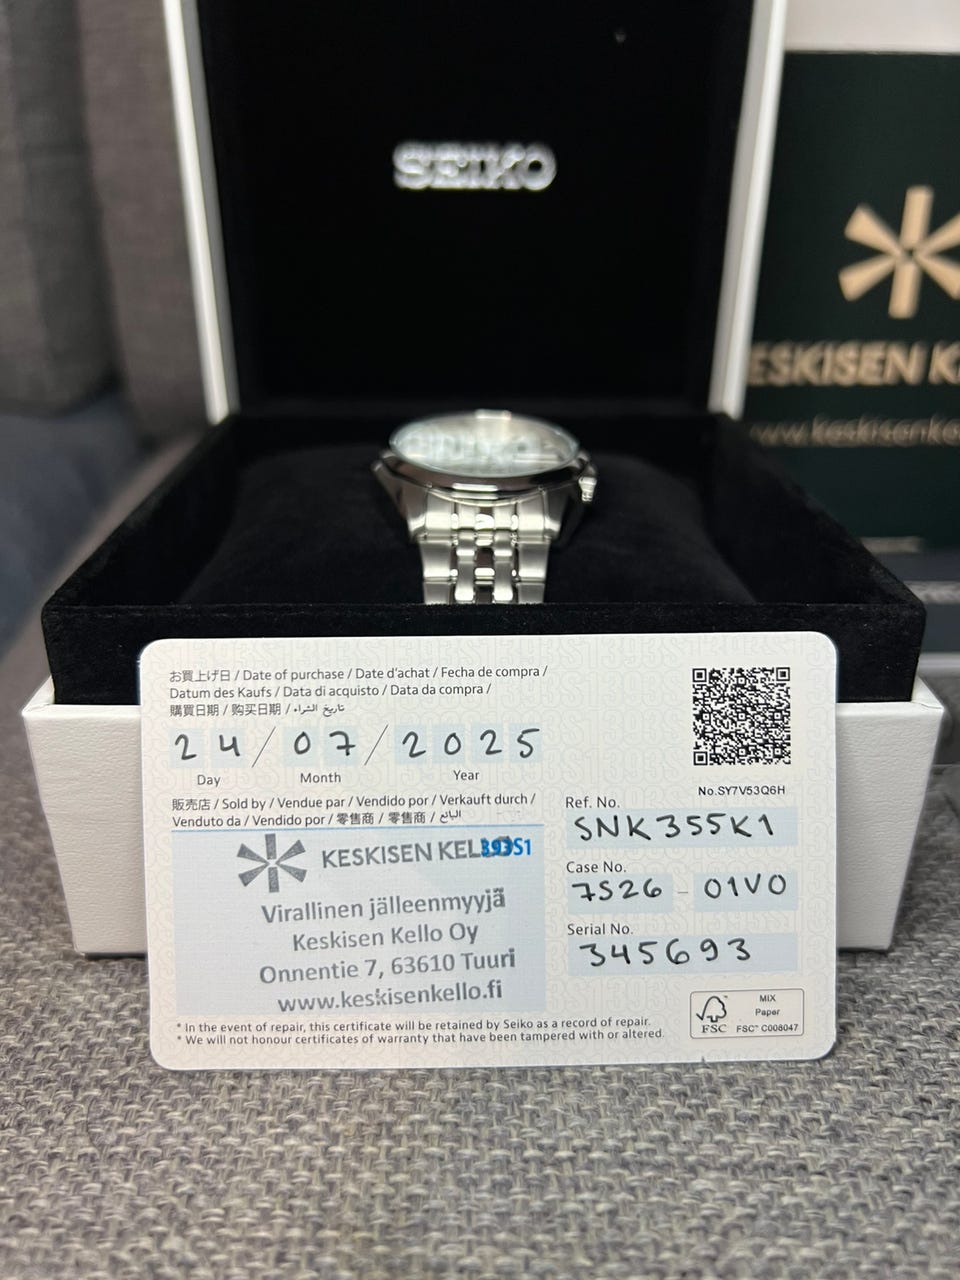 SEIKO
ESKISEN K
www.keskisenko
お買上げ日 / Date of purchase / Date d'achat / Fecha de compra /
Datum des Kaufs / Data di acquisto / Data da compra /
購買日期 / 购买日期 / تاريخ الشراء
24 / 07 / 2025
Day Month Year
No.SY7V53Q6H
販売店 / Sold by / Vendue par / Vendido por / Verkauft durch /
Venduto da / Vendido por / 零售商 / 零售商 / البائع
KESKISEN KELLO
393S1
Virallinen jälleenmyyjä
Keskisen Kello Oy
Onnentie 7, 63610 Tuuri
www.keskisenkello.fi
Ref. No.
SNK355K1
Case No.
7S26 - 01V0
Serial No.
345693
MIX
Paper
FSC
FSC™ C008047
* In the event of repair, this certificate will be retained by Seiko as a record of repair.
* We will not honour certificates of warranty that have been tampered with or altered.